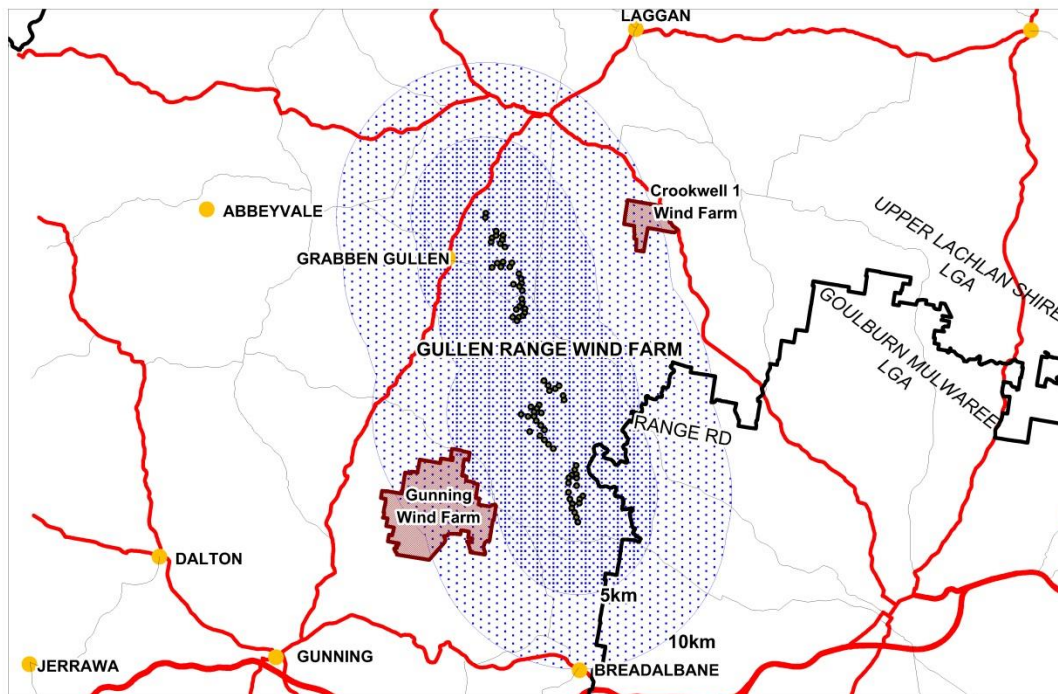 LAGGAN
ABBEYVALE
Crookwell 1
Wind Farm
UPPER LACHLAN SHIRE
LGA
GRABBEN GULLEN
GOULBURN MULWAREE
LGA
GULLEN RANGE WIND FARM
RANGE RD
Gunning
Wind Farm
DALTON
5km
10km
GUNNING
JERRAWA
BREADALBANE